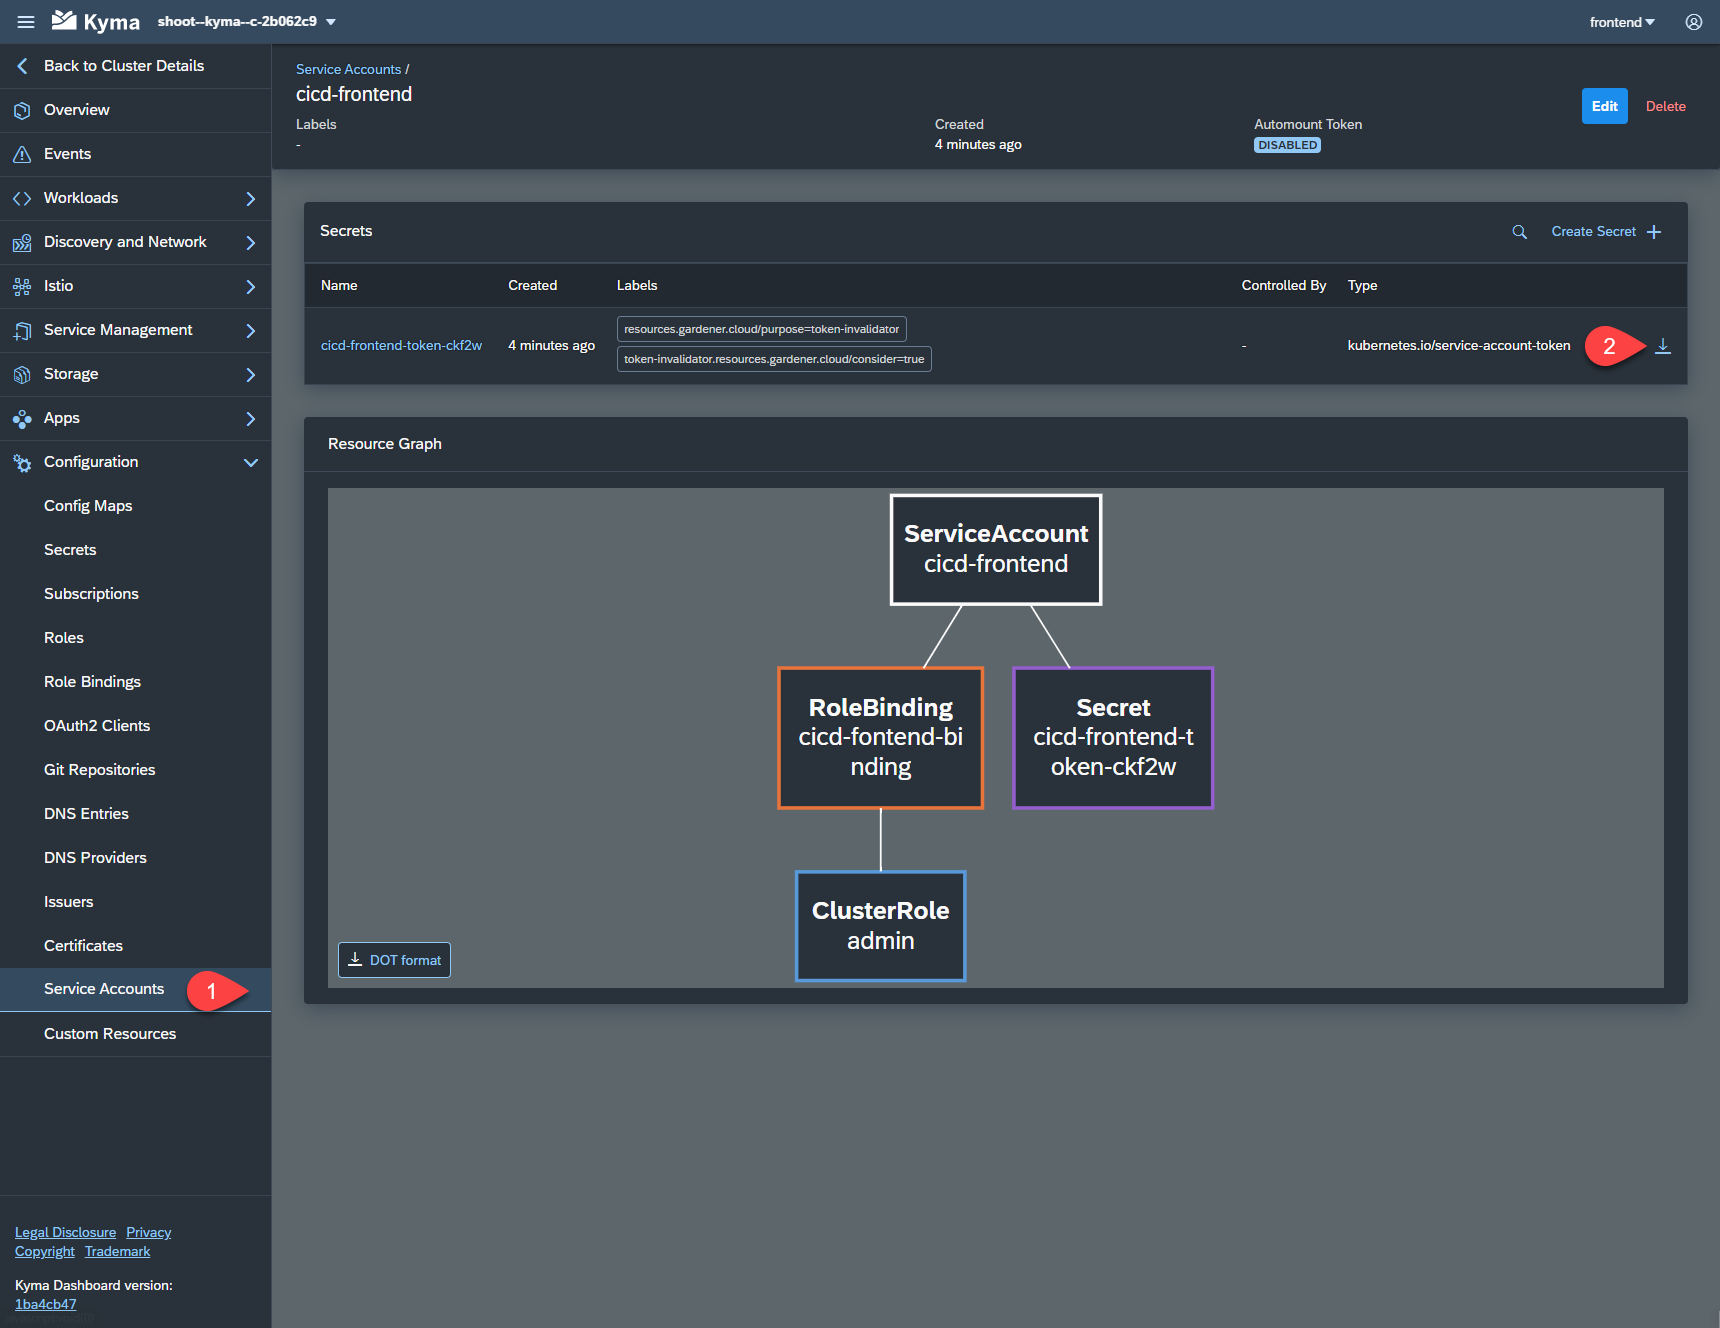 Kyma
shoot--kyma--c-2b062c9
frontend
Back to Cluster Details
Overview
Events
Workloads
Discovery and Network
Istio
Service Management
Storage
Apps
Configuration
Config Maps
Secrets
Subscriptions
Roles
Role Bindings
OAuth2 Clients
Git Repositories
DNS Entries
DNS Providers
Issuers
Certificates
Service Accounts
1
Custom Resources
Legal Disclosure Privacy
Copyright Trademark
Kyma Dashboard version:
1ba4cb47
Service Accounts /
cicd-frontend
Labels
-
Created
4 minutes ago
Automount Token
DISABLED
Edit
Delete
Secrets
Create Secret
Name Created Labels Controlled By Type
cicd-frontend-token-ckf2w 4 minutes ago
resources.gardener.cloud/purpose=token-invalidator
token-invalidator.resources.gardener.cloud/consider=true
- kubernetes.io/service-account-token
2
Resource Graph
ServiceAccount
cicd-frontend
RoleBinding
cicd-fontend-bi
nding
Secret
cicd-frontend-t
oken-ckf2w
ClusterRole
admin
DOT format